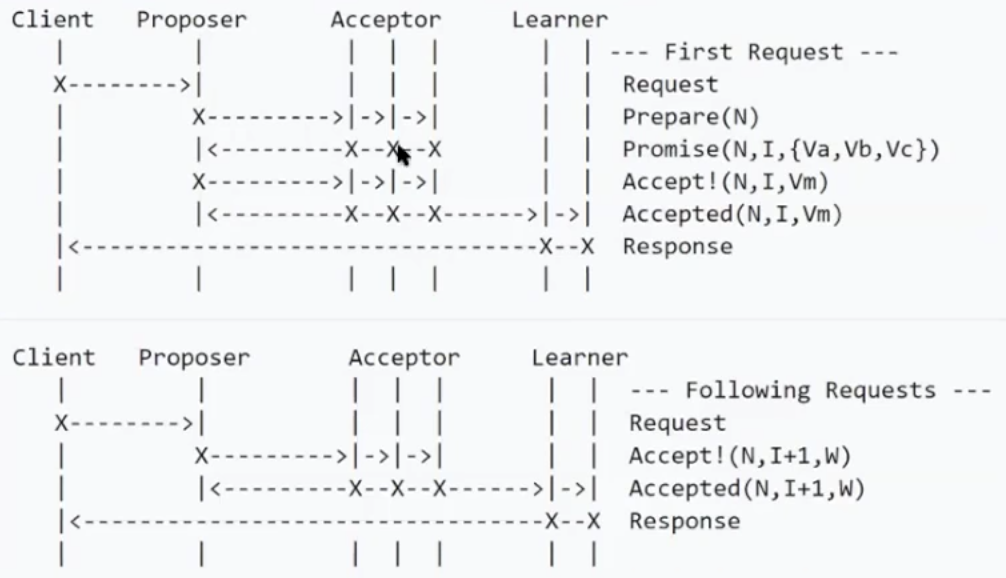 Client   Proposer      Acceptor     Learner
   |         |          |  |  |       |  | --- First Request ---
   X-------->|          |  |  |       |  |  Request
   |         X--------->|->|->|       |  |  Prepare(N)
   |         |<---------X--X--X       |  |  Promise(N,I,{Va,Vb,Vc})
   |         X--------->|->|->|       |  |  Accept!(N,I,Vm)
   |         |<---------X--X--X------>|->|  Accepted(N,I,Vm)
   |<---------------------------------X--X  Response
   |         |          |  |  |       |  |
Client   Proposer       Acceptor     Learner
   |         |          |  |  |       |  |  --- Following Requests ---
   X-------->|          |  |  |       |  |  Request
   |         X--------->|->|->|       |  |  Accept!(N,I+1,W)
   |         |<---------X--X--X------>|->|  Accepted(N,I+1,W)
   |<---------------------------------X--X  Response
   |         |          |  |  |       |  |